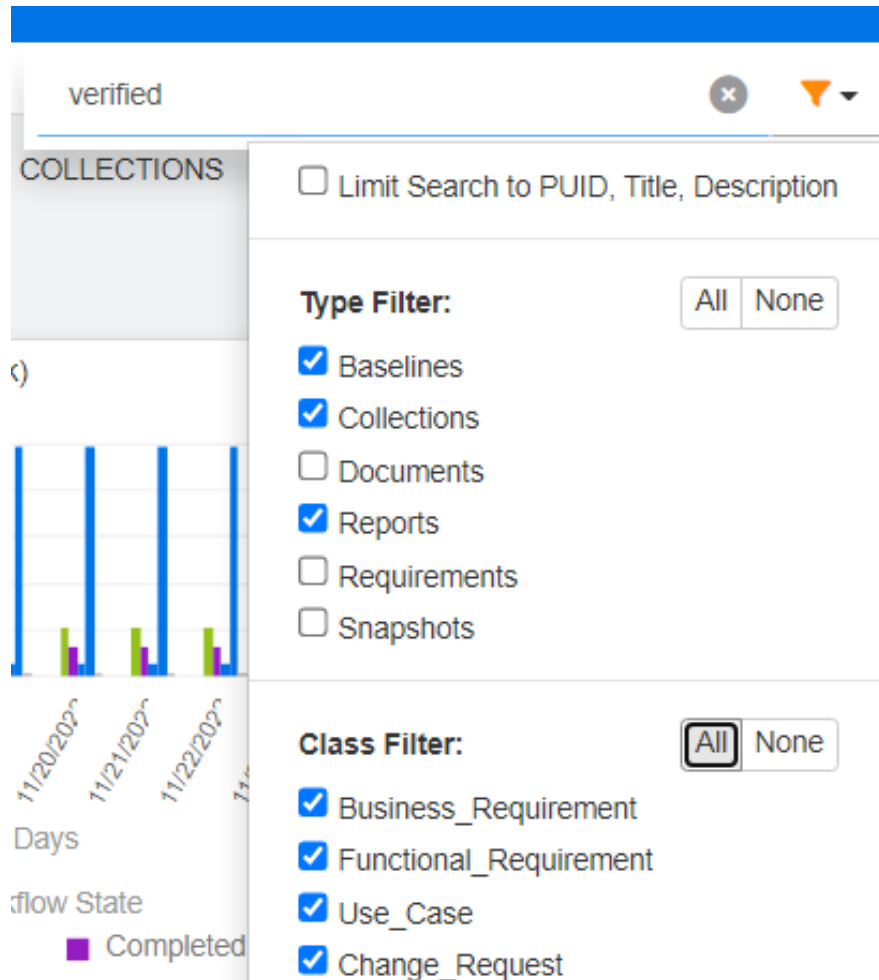 verified
COLLECTIONS
Limit Search to PUID, Title, Description
Type Filter:
All None
Baselines
Collections
Documents
Reports
Requirements
Snapshots
Class Filter:
All None
Business_Requirement
Functional_Requirement
Use_Case
Change_Request
Days
State
Completed